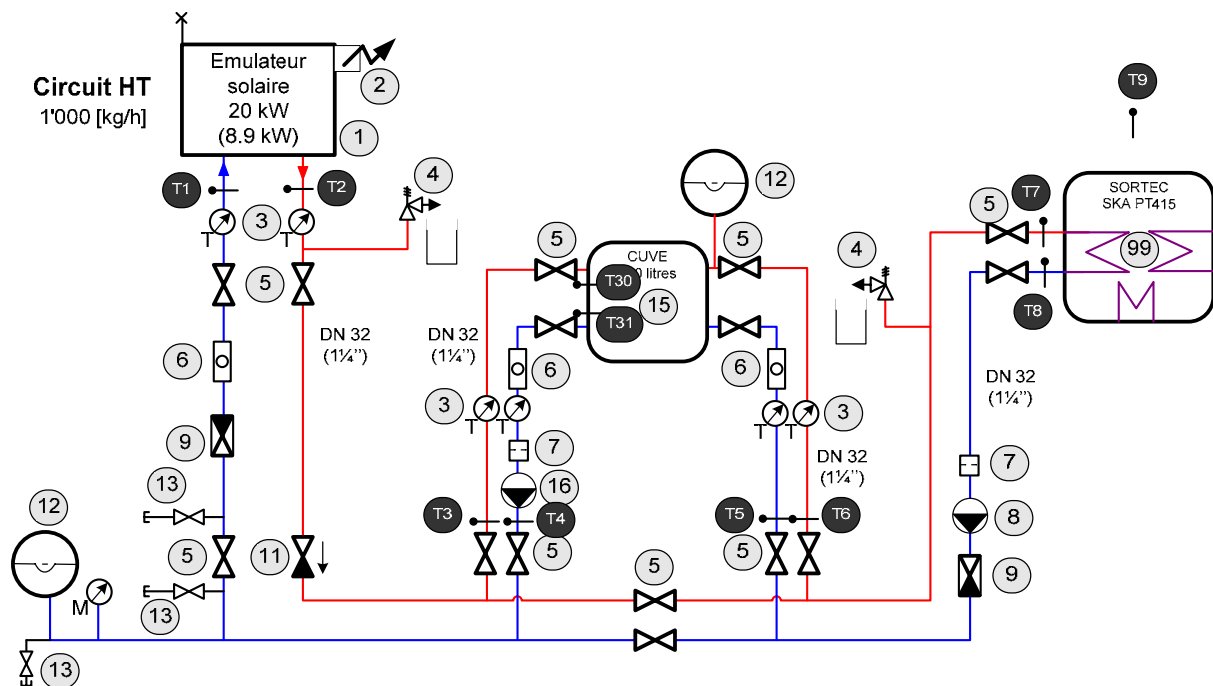 Circuit HT
1'000 [kg/h]
Emulateur
solaire
20 kW
(8.9 kW)
2
1
T1
T2
3
T
T
4
5
DN 32
(1¼’’)
6
9
13
5
13
12
M
13
11
5
CUVE
litres
T30
15
T31
12
5
DN 32
(1¼’’)
6
3
T
T
7
16
T3
T4
5
6
3
T
T
DN 32
(1¼’’)
T5
T6
5
5
4
T9
T7
5
T8
SORTEC
SKA PT415
99
DN 32
(1¼’’)
7
8
9